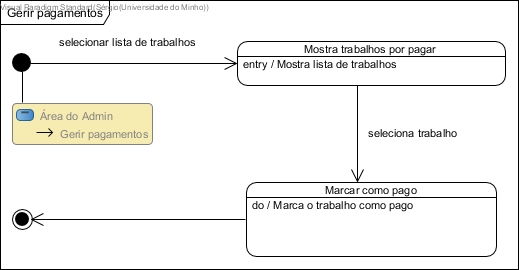 Visual Paradigm Standard(Sérgio(Universidade do Minho))
Gerir pagamentos
selecionar lista de trabalhos
Mostra trabalhos por pagar
entry / Mostra lista de trabalhos
Área do Admin
Gerir pagamentos
seleciona trabalho
Marcar como pago
do / Marca o trabalho como pago